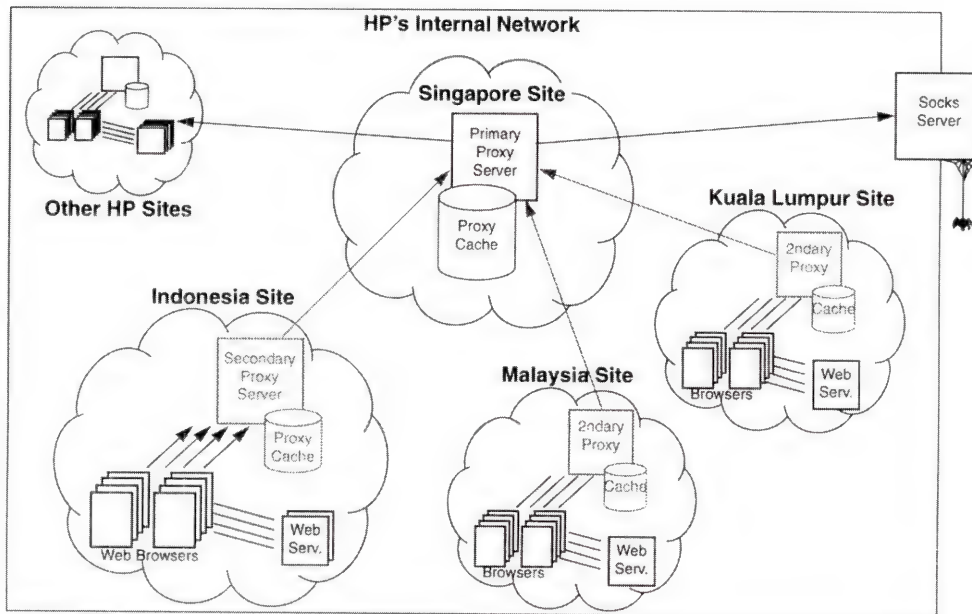 HP's Internal Network
Singapore Site
Primary
Proxy
Server
Proxy
Cache
Socks
Server
Other HP Sites
Kuala Lumpur Site
2ndary
Proxy
Cache
Browsers
Web
Serv.
Indonesia Site
Secondary
Proxy
Server
Proxy
Cache
Web Browsers
Web
Serv.
Malaysia Site
2ndary
Proxy
Cache
Browsers
Web
Serv.